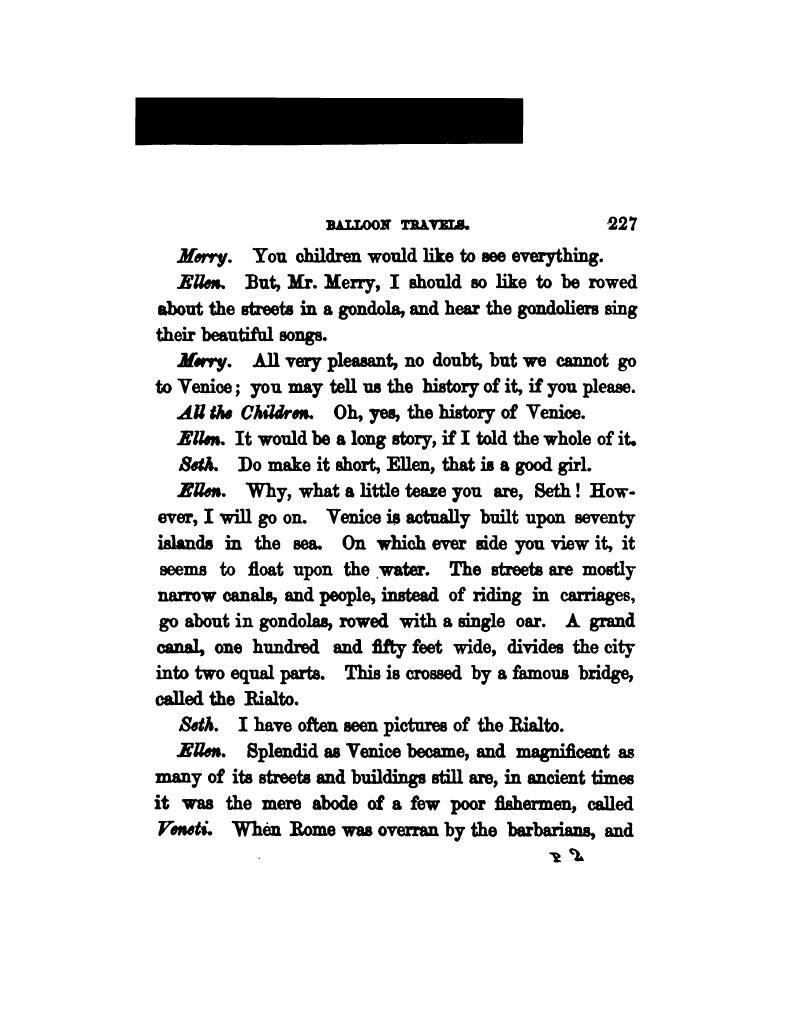 BALLOON TRAVELS. 227
Merry. You children would like to see everything.
Ellen. But, Mr. Merry, I should so like to be rowed
about the streets in a gondola, and hear the gondoliers sing
their beautiful songs.
Merry. All very pleasant, no doubt, but we cannot go
to Venice; you may tell us the history of it, if you please.
All the Children. Oh, yes, the history of Venice.
Ellen. It would be a long story, if I told the whole of it.
Seth. Do make it short, Ellen, that is a good girl.
Ellen. Why, what a little teaze you are, Seth! How-
ever, I will go on. Venice is actually built upon seventy
islands in the sea. On which ever side you view it, it
seems to float upon the water. The streets are mostly
narrow canals, and people, instead of riding in carriages,
go about in gondolas, rowed with a single oar. A grand
canal, one hundred and fifty feet wide, divides the city
into two equal parts. This is crossed by a famous bridge,
called the Rialto.
Seth. I have often seen pictures of the Rialto.
Ellen. Splendid as Venice became, and magnificent as
many of its streets and buildings still are, in ancient times
it was the mere abode of a few poor fishermen, called
Veneti. When Rome was overran by the barbarians, and
P 2